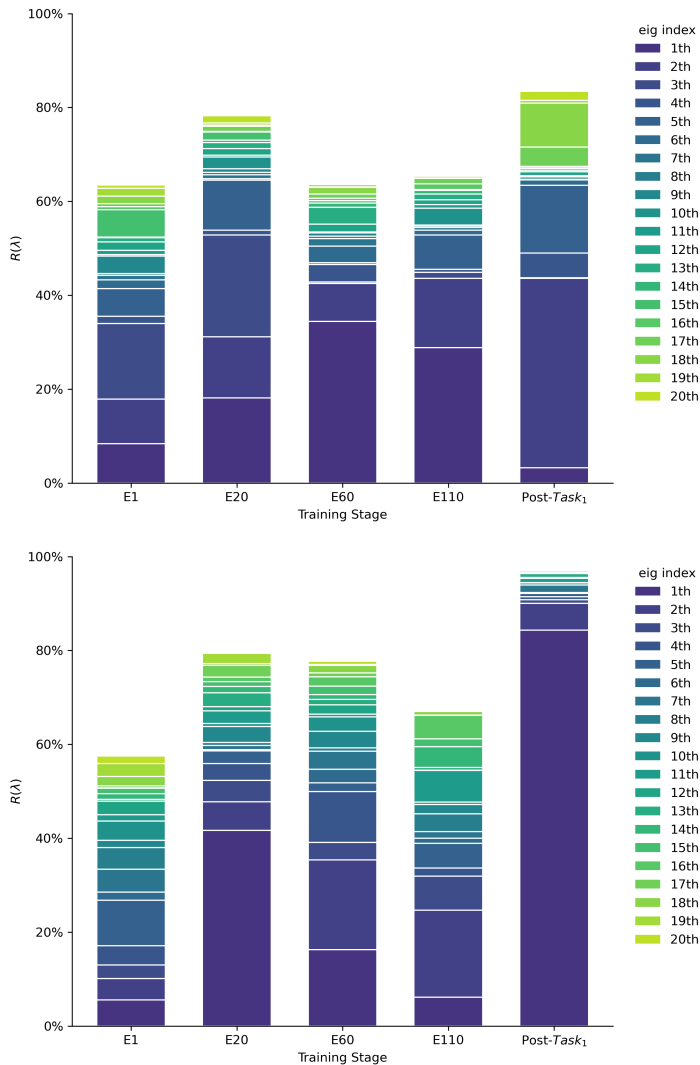 100%
80%
60%
40%
20%
0%
R(λ)
E1 E20 E60 E110 Post-Task₁
Training Stage
eig index
1th
2th
3th
4th
5th
6th
7th
8th
9th
10th
11th
12th
13th
14th
15th
16th
17th
18th
19th
20th
100%
80%
60%
40%
20%
0%
R(λ)
E1 E20 E60 E110 Post-Task₁
Training Stage
eig index
1th
2th
3th
4th
5th
6th
7th
8th
9th
10th
11th
12th
13th
14th
15th
16th
17th
18th
19th
20th